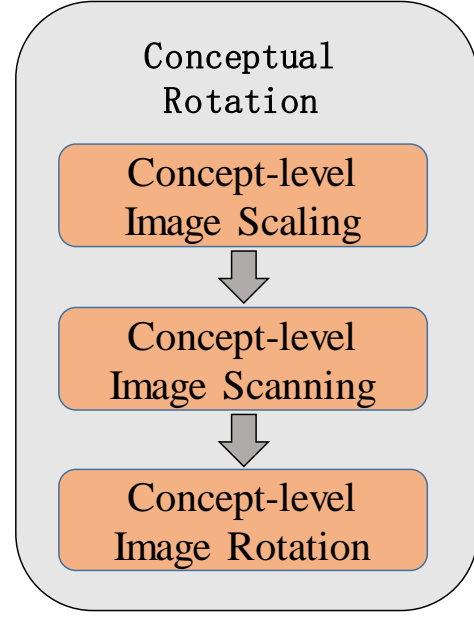 Conceptual
Rotation
Concept-level
Image Scaling
Concept-level
Image Scanning
Concept-level
Image Rotation